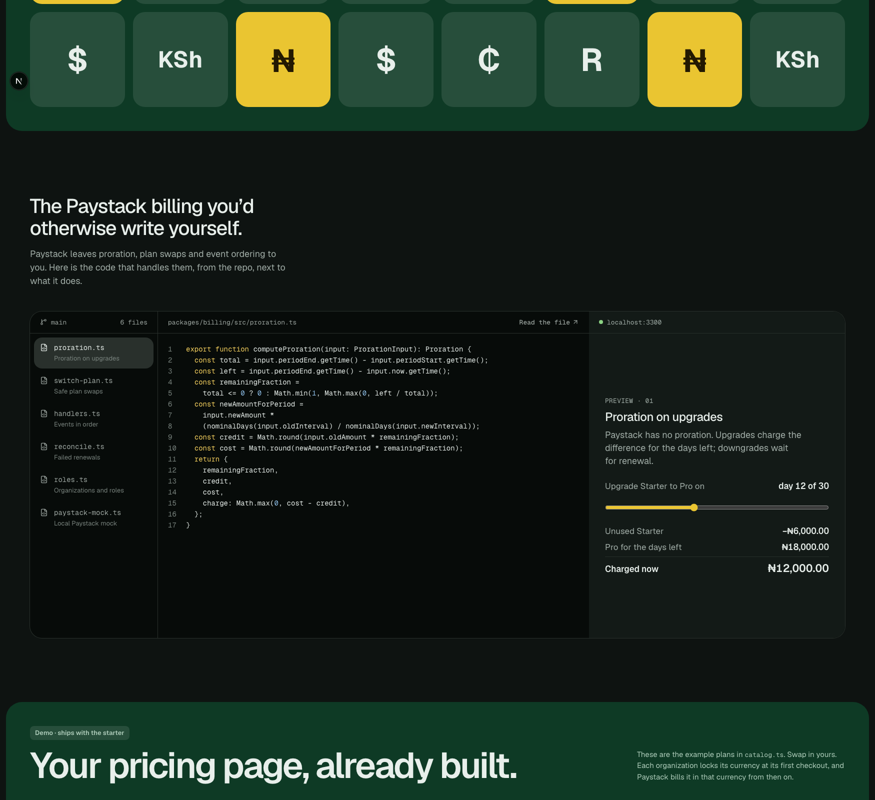 $ KSh ₦ $ ₵ R ₦ KSh
N
The Paystack billing you’d
otherwise write yourself.
Paystack leaves proration, plan swaps and event ordering to
you. Here is the code that handles them, from the repo, next to
what it does.
main 6 files
proration.ts
Proration on upgrades
switch-plan.ts
Safe plan swaps
handlers.ts
Events in order
reconcile.ts
Failed renewals
roles.ts
Organizations and roles
paystack-mock.ts
Local Paystack mock
packages/billing/src/proration.ts Read the file ↗
1 export function computeProration(input: ProrationInput): Proration {
2 const total = input.periodEnd.getTime() - input.periodStart.getTime();
3 const left = input.periodEnd.getTime() - input.now.getTime();
4 const remainingFraction =
5 total <= 0 ? 0 : Math.min(1, Math.max(0, left / total));
6 const newAmountForPeriod =
7 input.newAmount *
8 (nominalDays(input.oldInterval) / nominalDays(input.newInterval));
9 const credit = Math.round(input.oldAmount * remainingFraction);
10 const cost = Math.round(newAmountForPeriod * remainingFraction);
11 return {
12 remainingFraction,
13 credit,
14 cost,
15 charge: Math.max(0, cost - credit),
16 };
17 }
localhost:3300
PREVIEW · 01
Proration on upgrades
Paystack has no proration. Upgrades charge the
difference for the days left; downgrades wait
for renewal.
Upgrade Starter to Pro on day 12 of 30
Unused Starter −₦6,000.00
Pro for the days left ₦18,000.00
Charged now ₦12,000.00
Demo · ships with the starter
Your pricing page, already built.
These are the example plans in catalog.ts. Swap in yours.
Each organization locks its currency at its first checkout, and
Paystack bills it in that currency from then on.